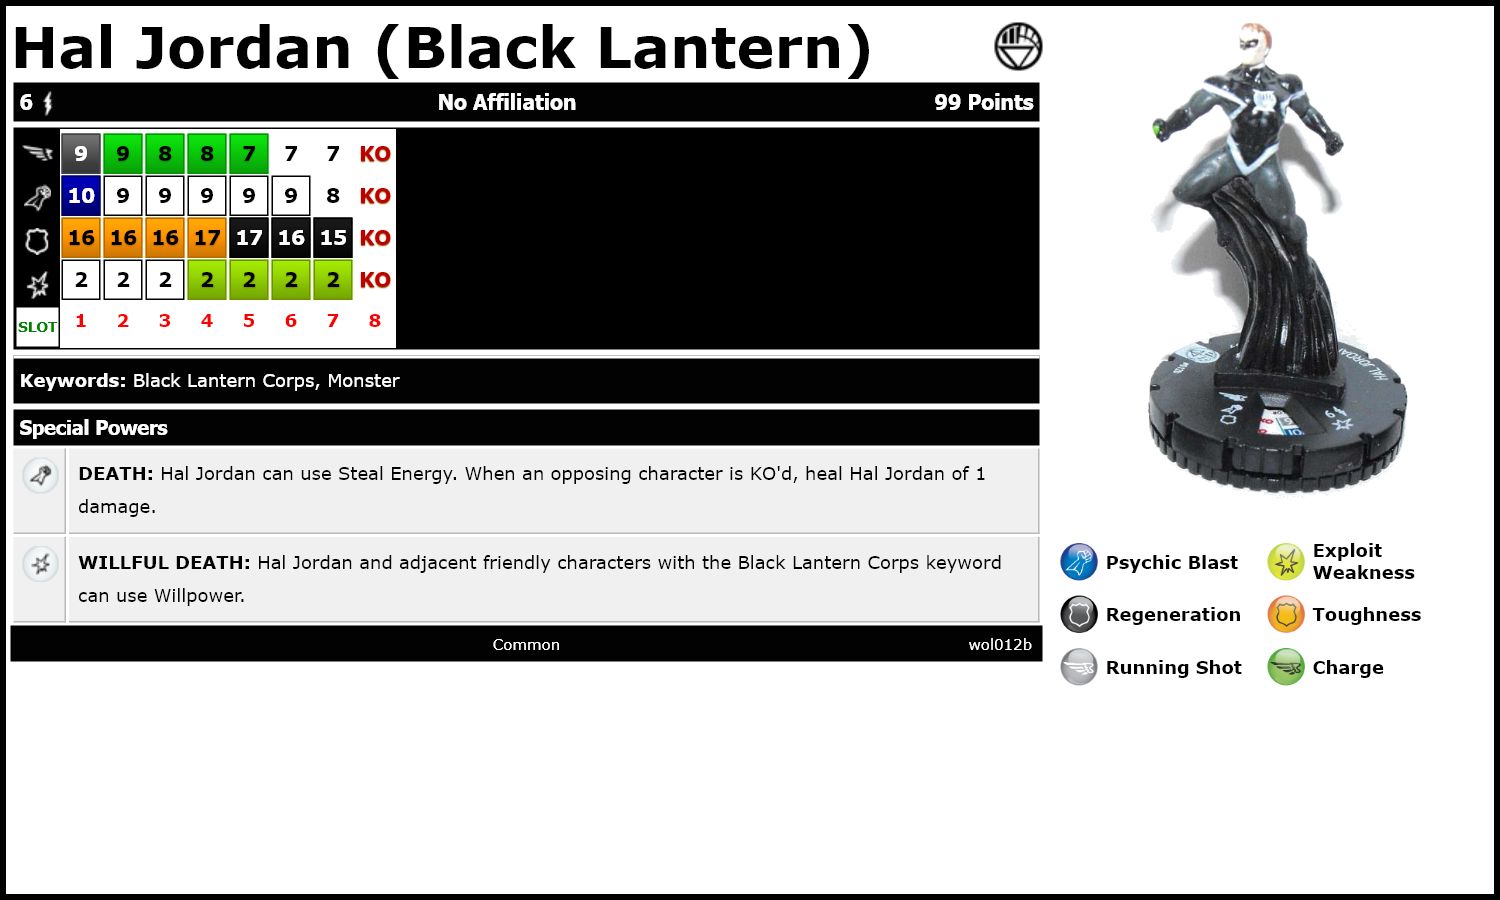 Hal Jordan (Black Lantern)
6 No Affiliation 99 Points
9 9 8 8 7 7 7 KO
10 9 9 9 9 9 8 KO
16 16 16 17 17 16 15 KO
2 2 2 2 2 2 2 KO
SLOT 1 2 3 4 5 6 7 8
Keywords: Black Lantern Corps, Monster
Special Powers
DEATH: Hal Jordan can use Steal Energy. When an opposing character is KO'd, heal Hal Jordan of 1
damage.
WILLFUL DEATH: Hal Jordan and adjacent friendly characters with the Black Lantern Corps keyword
can use Willpower.
Common wol012b
HAL JORDAN
6
10
Psychic Blast
Exploit
Weakness
Regeneration
Toughness
Running Shot
Charge